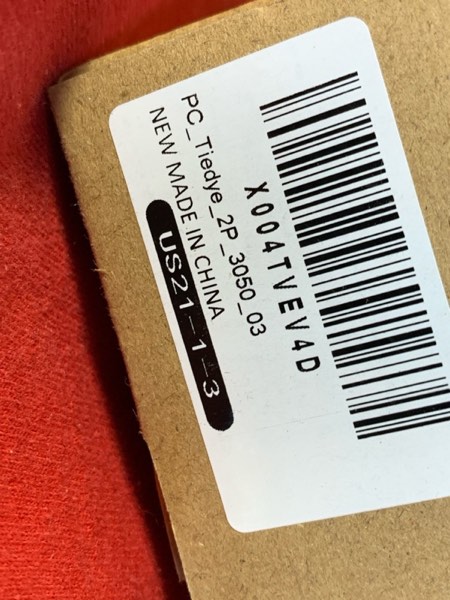 X004TVEV4D
PC_Tiedye_2P_3050_03
NEW MADE IN CHINA
US21-1-3